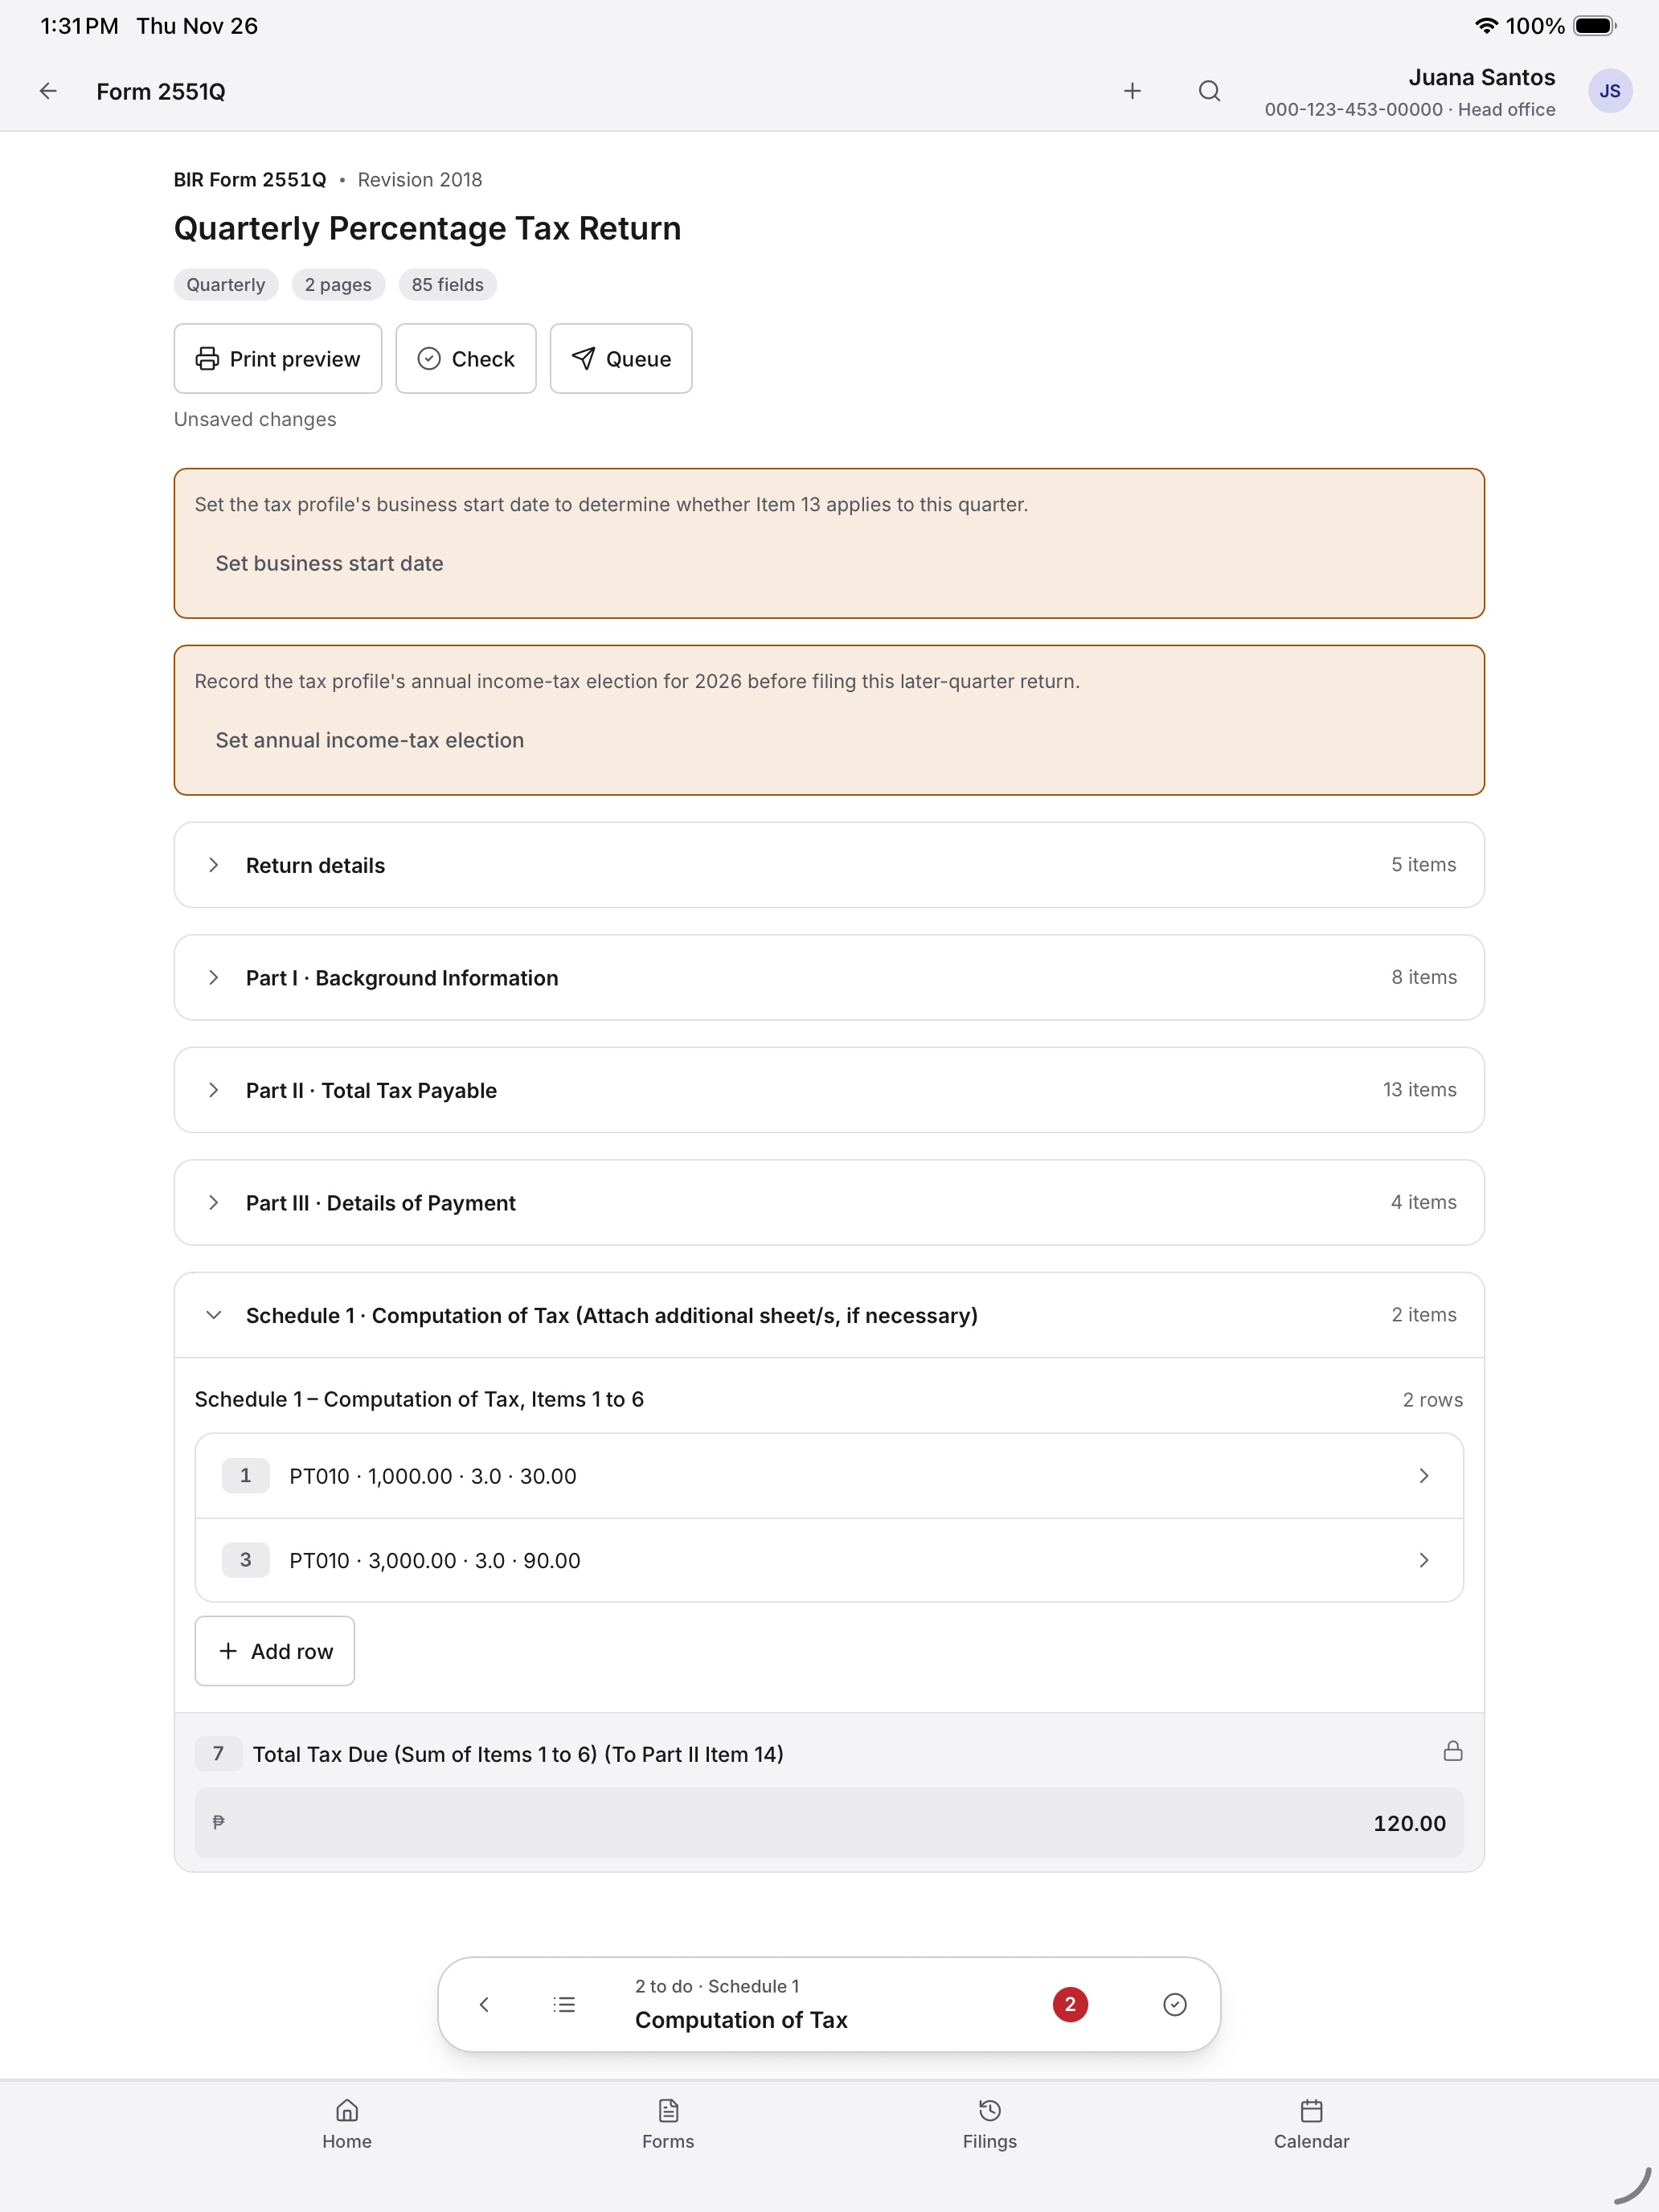 1:31 PM Thu Nov 26
100%
Form 2551Q
Juana Santos
000-123-453-00000 · Head office
JS
BIR Form 2551Q • Revision 2018
Quarterly Percentage Tax Return
Quarterly
2 pages
85 fields
Print preview
Check
Queue
Unsaved changes
Set the tax profile's business start date to determine whether Item 13 applies to this quarter.
Set business start date
Record the tax profile's annual income-tax election for 2026 before filing this later-quarter return.
Set annual income-tax election
Return details
5 items
Part I · Background Information
8 items
Part II · Total Tax Payable
13 items
Part III · Details of Payment
4 items
Schedule 1 · Computation of Tax (Attach additional sheet/s, if necessary)
2 items
Schedule 1 – Computation of Tax, Items 1 to 6
2 rows
1 PT010 · 1,000.00 · 3.0 · 30.00
3 PT010 · 3,000.00 · 3.0 · 90.00
Add row
7 Total Tax Due (Sum of Items 1 to 6) (To Part II Item 14)
₱ 120.00
2 to do · Schedule 1
Computation of Tax
2
Home
Forms
Filings
Calendar